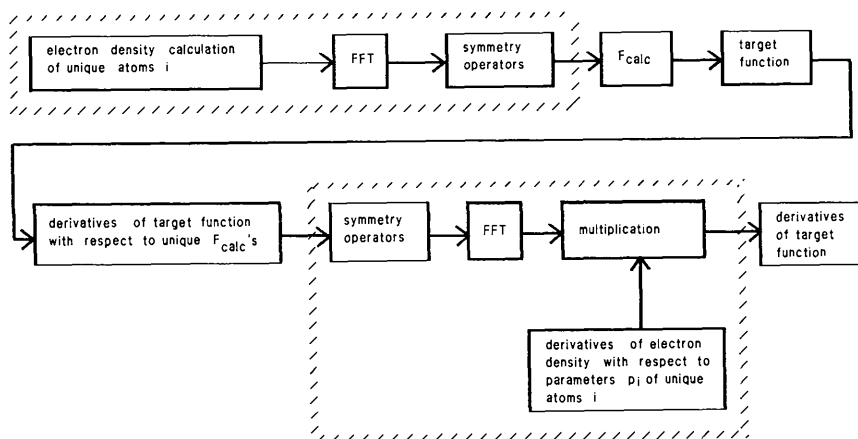 electron density calculation
of unique atoms i
FFT
symmetry
operators
Fcalc
target
function
derivatives of target function
with respect to unique Fcalc's
symmetry
operators
FFT
multiplication
derivatives
of target
function
derivatives of electron
density with respect to
parameters pi of unique
atoms i